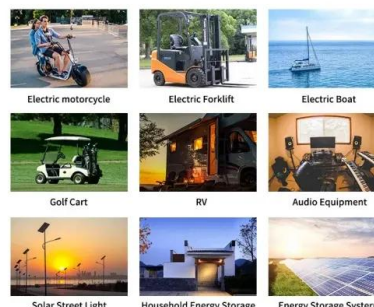 Electric motorcycle
Electric Forklift
Electric Boat
Golf Cart
RV
Audio Equipment
Solar Street Light
Household Energy Storage
Energy Storage System